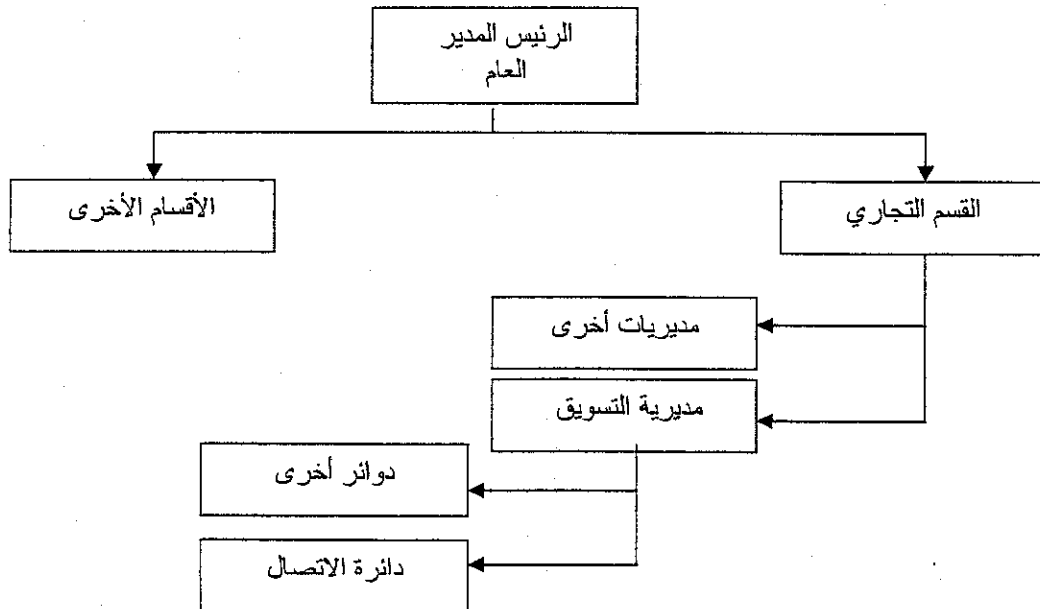 الرئيس المدير
العام
القسم التجاري
الأقسام الأخرى
مديريات أخرى
مديرية التسويق
دوائر أخرى
دائرة الاتصال